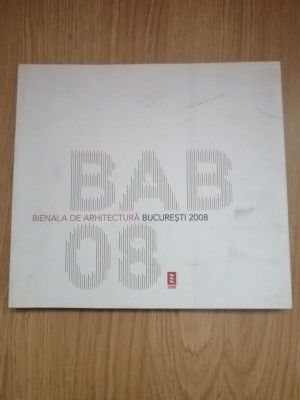 BAB
BIENALA DE ARHITECTURĂ BUCUREȘTI 2008
08